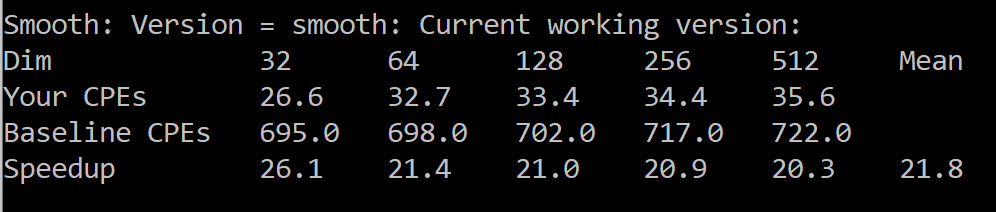 Smooth: Version = smooth: Current working version:
Dim 32 64 128 256 512 Mean
Your CPEs 26.6 32.7 33.4 34.4 35.6
Baseline CPEs 695.0 698.0 702.0 717.0 722.0
Speedup 26.1 21.4 21.0 20.9 20.3 21.8